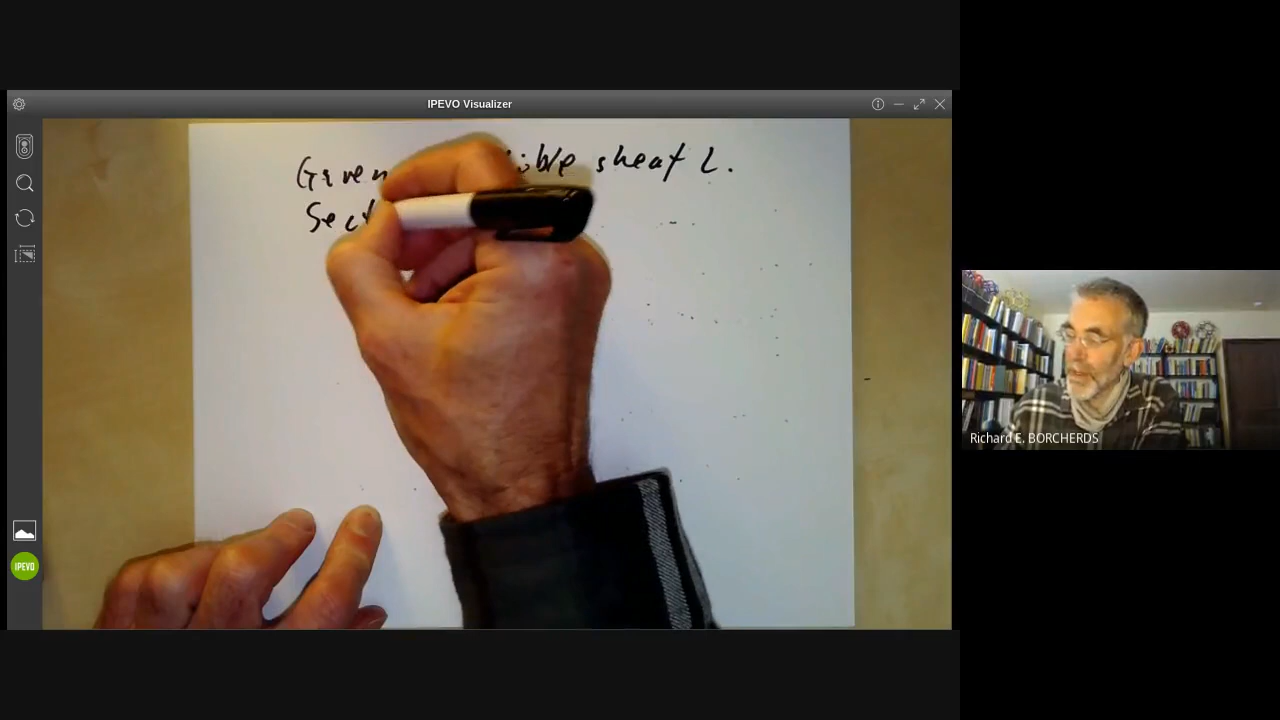 IPEVO Visualizer
Given sheaf L.
IPEVO
Richard E. BORCHERDS